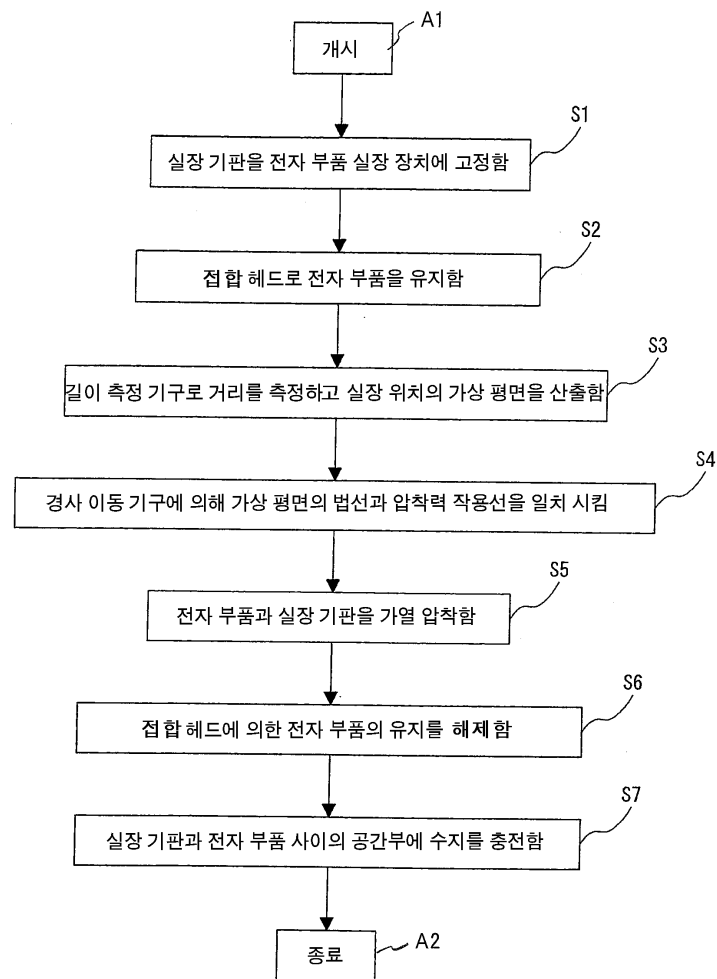 개시
A1
S1
실장 기판을 전자 부품 실장 장치에 고정함
S2
접합 헤드로 전자 부품을 유지함
S3
길이 측정 기구로 거리를 측정하고 실장 위치의 가상 평면을 산출함
S4
경사 이동 기구에 의해 가상 평면의 법선과 압착력 작용선을 일치 시킴
S5
전자 부품과 실장 기판을 가열 압착함
S6
접합 헤드에 의한 전자 부품의 유지를 해제함
S7
실장 기판과 전자 부품 사이의 공간부에 수지를 충전함
종료
A2